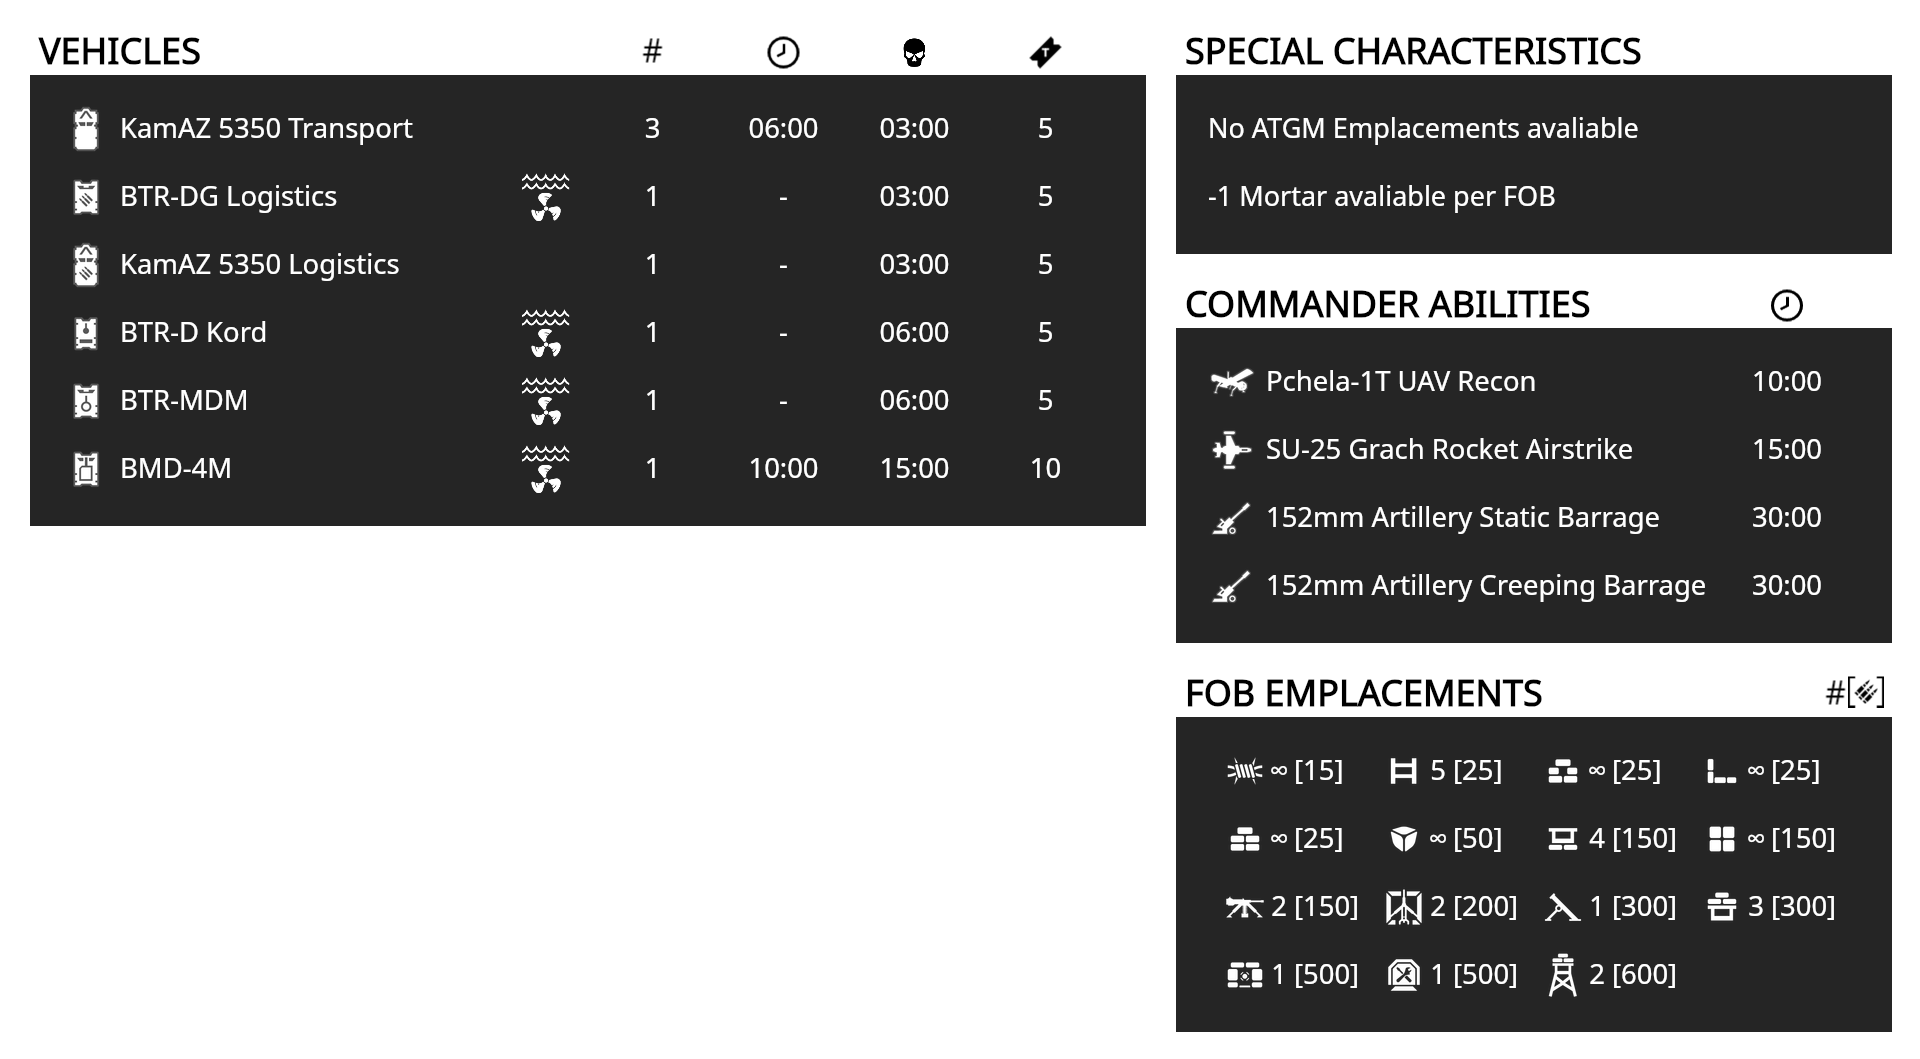 VEHICLES #
KamAZ 5350 Transport 3 06:00 03:00 5
BTR-DG Logistics 1 - 03:00 5
KamAZ 5350 Logistics 1 - 03:00 5
BTR-D Kord 1 - 06:00 5
BTR-MDM 1 - 06:00 5
BMD-4M 1 10:00 15:00 10
SPECIAL CHARACTERISTICS
No ATGM Emplacements avaliable
-1 Mortar avaliable per FOB
COMMANDER ABILITIES
Pchela-1T UAV Recon 10:00
SU-25 Grach Rocket Airstrike 15:00
152mm Artillery Static Barrage 30:00
152mm Artillery Creeping Barrage 30:00
FOB EMPLACEMENTS #[]
∞ [15] 5 [25] ∞ [25] ∞ [25]
∞ [25] ∞ [50] 4 [150] ∞ [150]
2 [150] 2 [200] 1 [300] 3 [300]
1 [500] 1 [500] 2 [600]